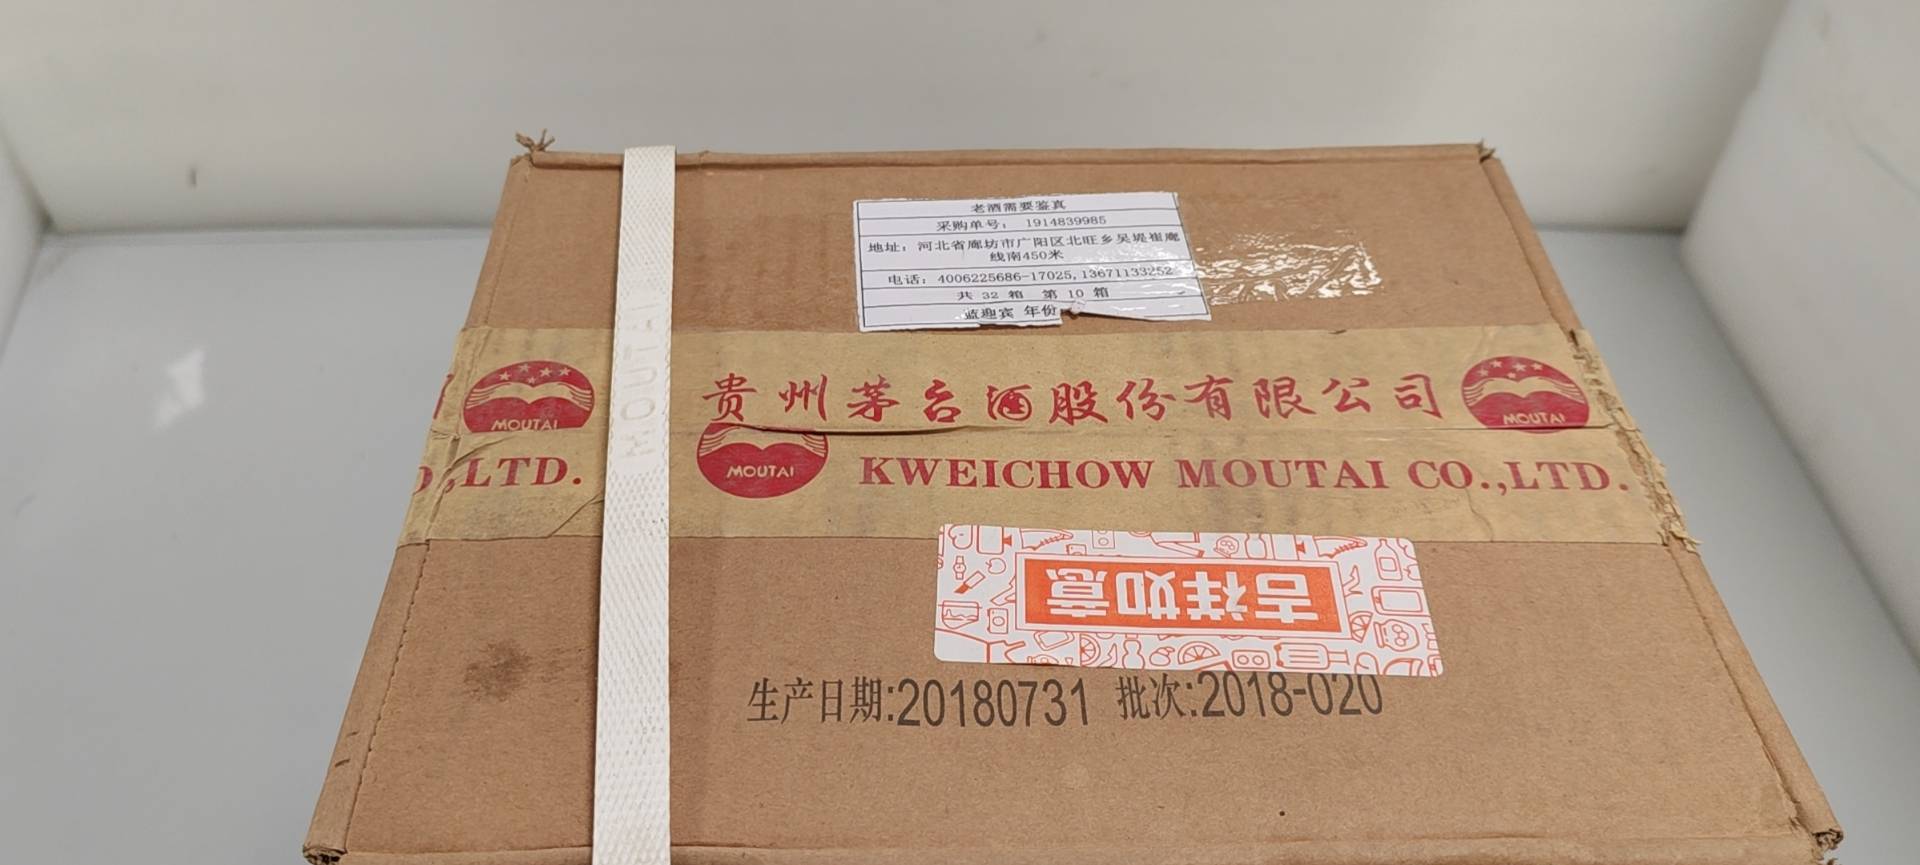 老酒需要鉴真
采购单号： 1914839985
地址：河北省廊坊市广阳区北旺乡吴堤崔廊
线南450米
电话：4006225686-17025,13671133252
共 32 箱 第 10 箱
蓝迎宾 年份
MOUTAI
MOUTAI
贵州茅台酒股份有限公司
MOUTAI
,LTD.
MOUTAI
KWEICHOW MOUTAI CO.,LTD.
吉祥如意
生产日期:20180731 批次:2018-020